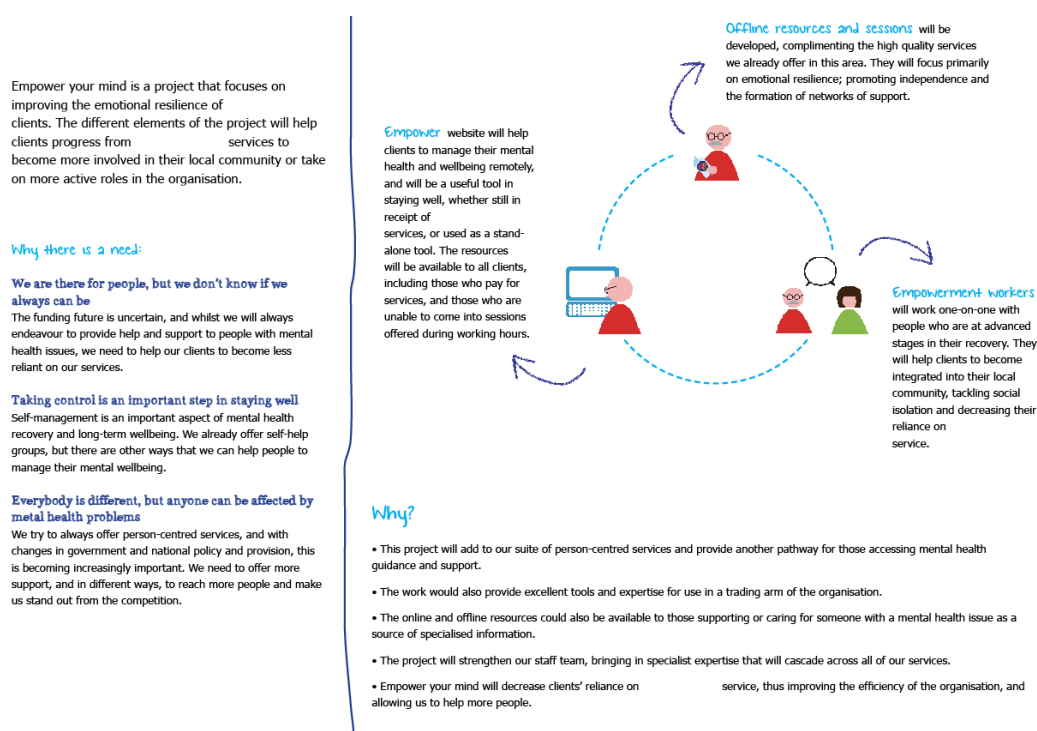 Empower your mind is a project that focuses on
improving the emotional resilience of
clients. The different elements of the project will help
clients progress from services to
become more involved in their local community or take
on more active roles in the organisation.
Why there is a need:
We are there for people, but we don't know if we
always can be
The funding future is uncertain, and whilst we will always
endeavour to provide help and support to people with mental
health issues, we need to help our clients to become less
reliant on our services.
Taking control is an important step in staying well
Self-management is an important aspect of mental health
recovery and long-term wellbeing. We already offer self-help
groups, but there are other ways that we can help people to
manage their mental wellbeing.
Everybody is different, but anyone can be affected by
metal health problems
We try to always offer person-centred services, and with
changes in government and national policy and provision, this
is becoming increasingly important. We need to offer more
support, and in different ways, to reach more people and make
us stand out from the competition.
Empower website will help
clients to manage their mental
health and wellbeing remotely,
and will be a useful tool in
staying well, whether still in
receipt of
services, or used as a stand-
alone tool. The resources
will be available to all clients,
including those who pay for
services, and those who are
unable to come into sessions
offered during working hours.
Offline resources and sessions will be
developed, complimenting the high quality services
we already offer in this area. They will focus primarily
on emotional resilience; promoting independence and
the formation of networks of support.
Empowerment workers
will work one-on-one with
people who are at advanced
stages in their recovery. They
will help clients to become
integrated into their local
community, tackling social
isolation and decreasing their
reliance on
service.
Why?
• This project will add to our suite of person-centred services and provide another pathway for those accessing mental health
guidance and support.
• The work would also provide excellent tools and expertise for use in a trading arm of the organisation.
• The online and offline resources could also be available to those supporting or caring for someone with a mental health issue as a
source of specialised information.
• The project will strengthen our staff team, bringing in specialist expertise that will cascade across all of our services.
• Empower your mind will decrease clients' reliance on service, thus improving the efficiency of the organisation, and
allowing us to help more people.